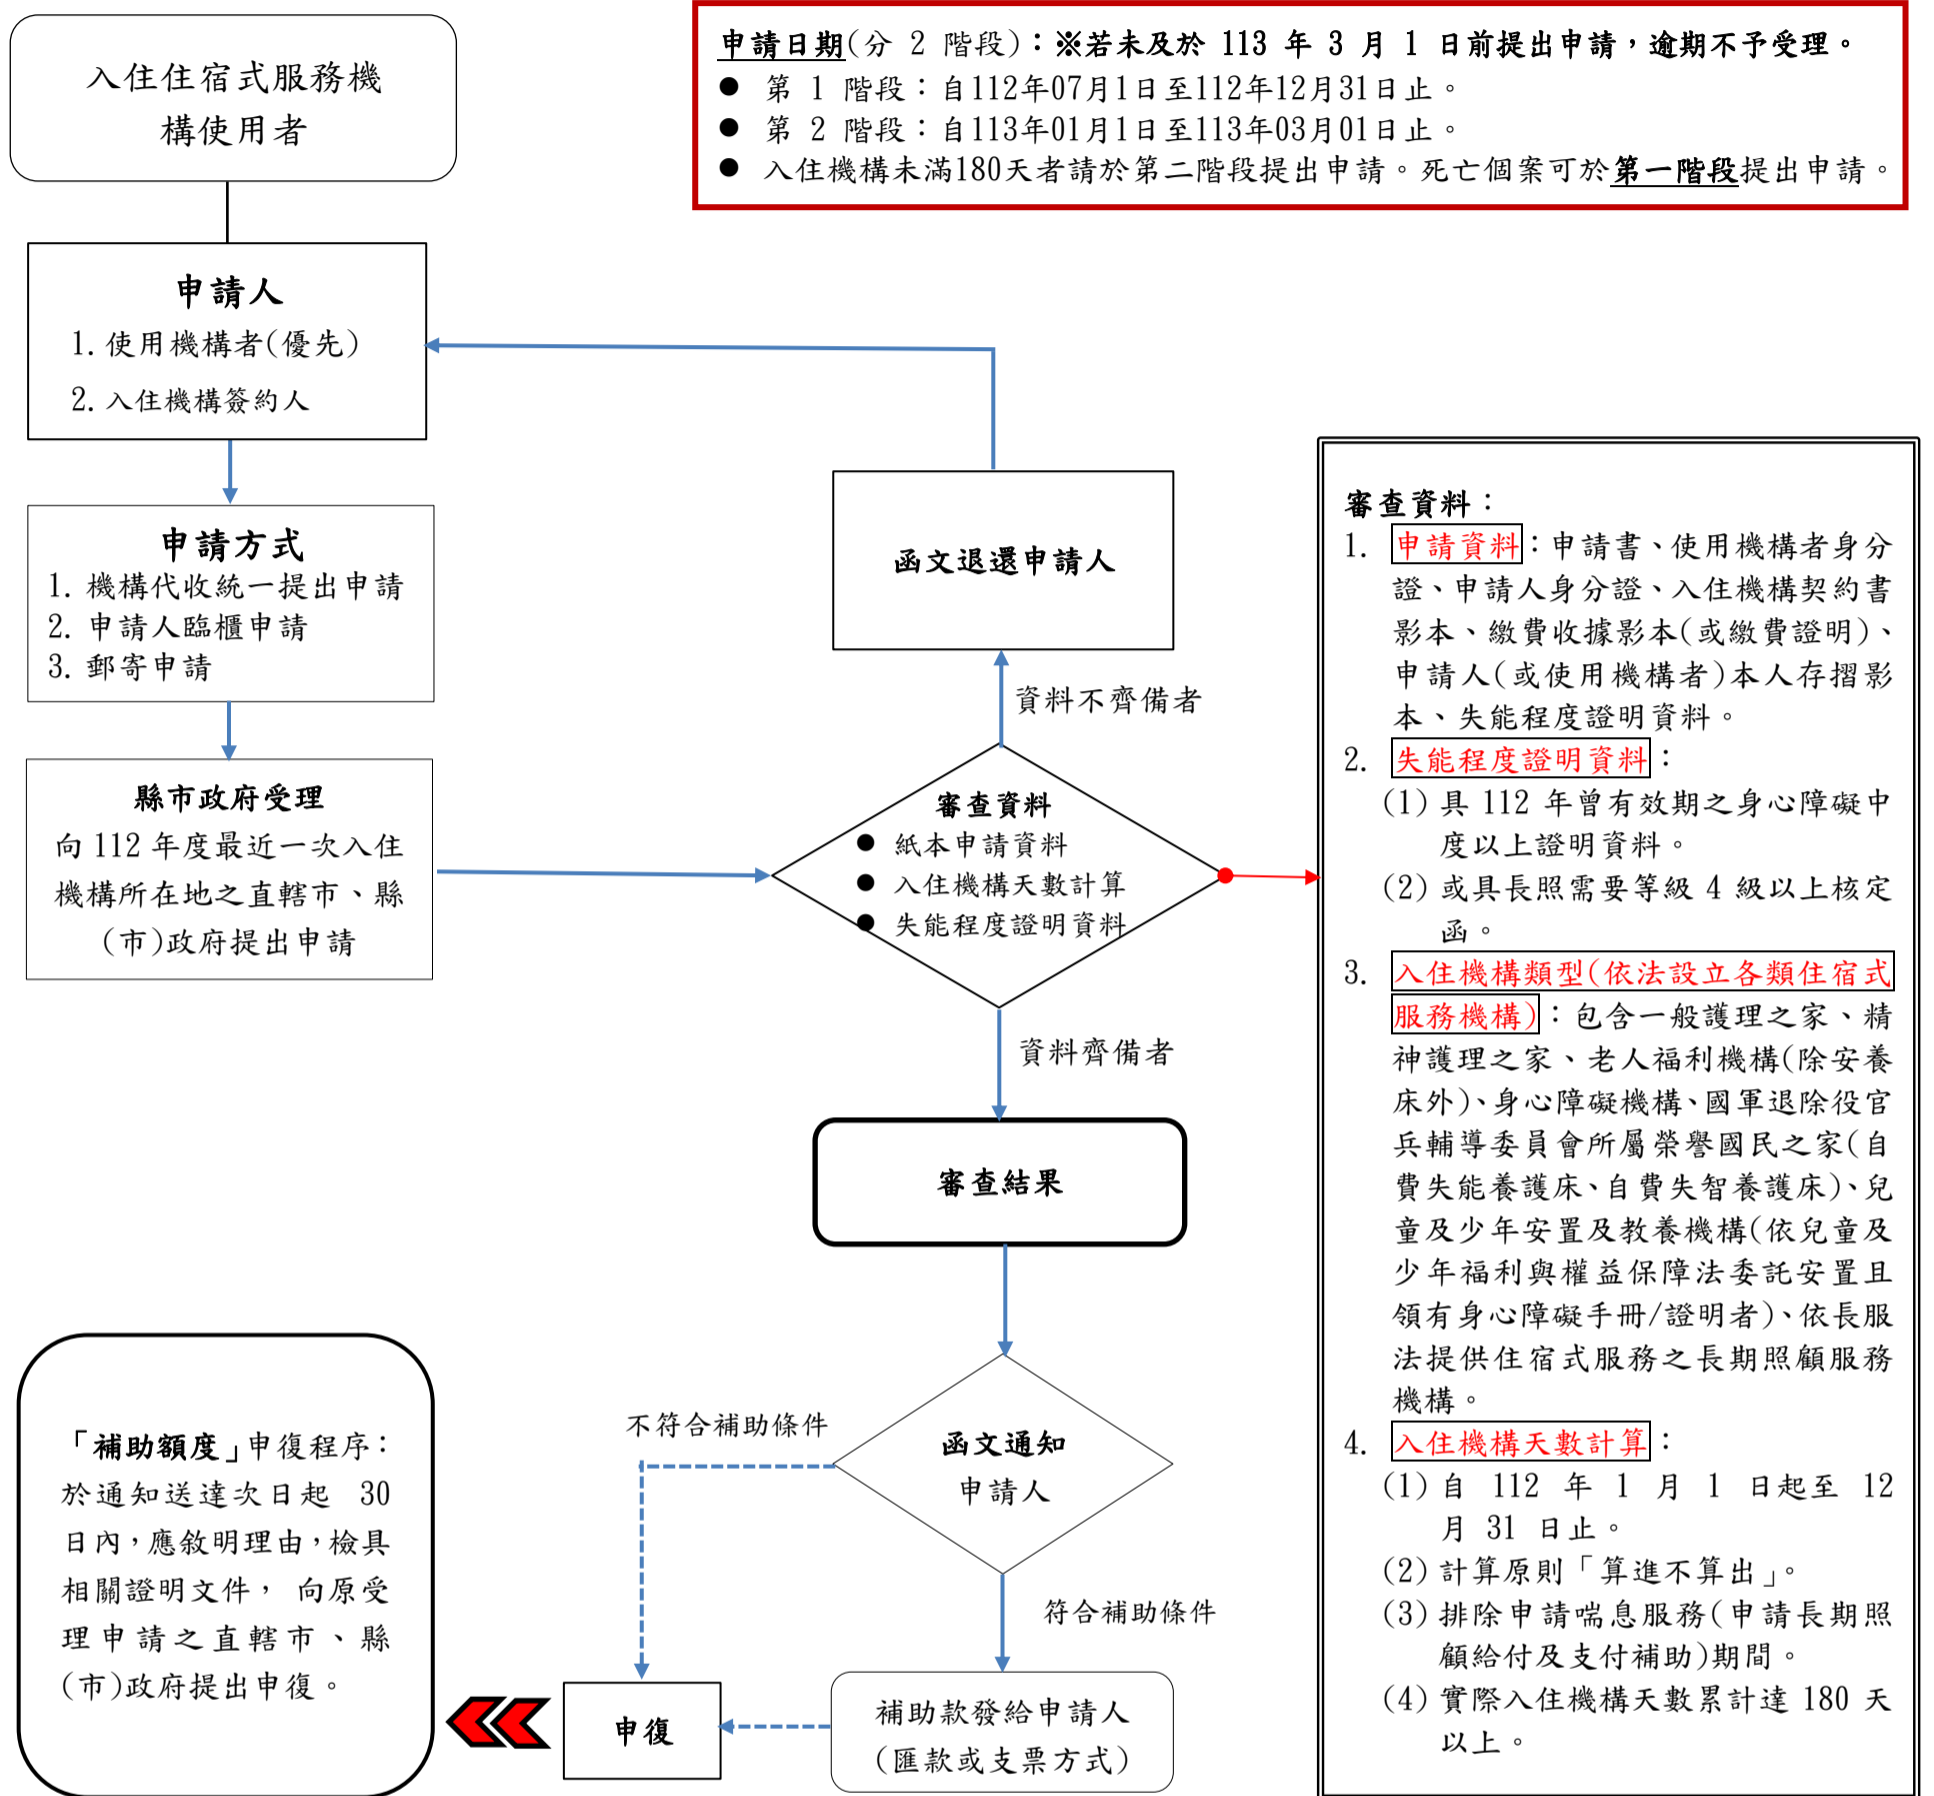 入住住宿式服務機
構使用者
申請日期(分 2 階段)：※若未及於 113 年 3 月 1 日前提出申請，逾期不予受理。
● 第 1 階段：自112年07月1日至112年12月31日止。
● 第 2 階段：自113年01月1日至113年03月01日止。
● 入住機構未滿180天者請於第二階段提出申請。死亡個案可於第一階段提出申請。
申請人
1. 使用機構者(優先)
2. 入住機構簽約人
申請方式
1. 機構代收統一提出申請
2. 申請人臨櫃申請
3. 郵寄申請
縣市政府受理
向 112 年度最近一次入住
機構所在地之直轄市、縣
(市)政府提出申請
函文退還申請人
資料不齊備者
審查資料
● 紙本申請資料
● 入住機構天數計算
● 失能程度證明資料
資料齊備者
審查結果
函文通知
申請人
不符合補助條件
符合補助條件
補助款發給申請人
(匯款或支票方式)
申復
「補助額度」申復程序：
於通知送達次日起 30
日內，應敘明理由，檢具
相關證明文件， 向原受
理申請之直轄市、縣
(市)政府提出申復。
審查資料：
1. 申請資料：申請書、使用機構者身分
證、申請人身分證、入住機構契約書
影本、繳費收據影本(或繳費證明)、
申請人(或使用機構者)本人存摺影
本、失能程度證明資料。
2. 失能程度證明資料：
(1) 具 112 年曾有效期之身心障礙中
度以上證明資料。
(2) 或具長照需要等級 4 級以上核定
函。
3. 入住機構類型(依法設立各類住宿式
服務機構)：包含一般護理之家、精
神護理之家、老人福利機構(除安養
床外)、身心障礙機構、國軍退除役官
兵輔導委員會所屬榮譽國民之家(自
費失能養護床、自費失智養護床)、兒
童及少年安置及教養機構(依兒童及
少年福利與權益保障法委託安置且
領有身心障礙手冊/證明者)、依長服
法提供住宿式服務之長期照顧服務
機構。
4. 入住機構天數計算：
(1) 自 112 年 1 月 1 日起至 12
月 31 日止。
(2) 計算原則「算進不算出」。
(3) 排除申請喘息服務(申請長期照
顧給付及支付補助)期間。
(4) 實際入住機構天數累計達 180 天
以上。